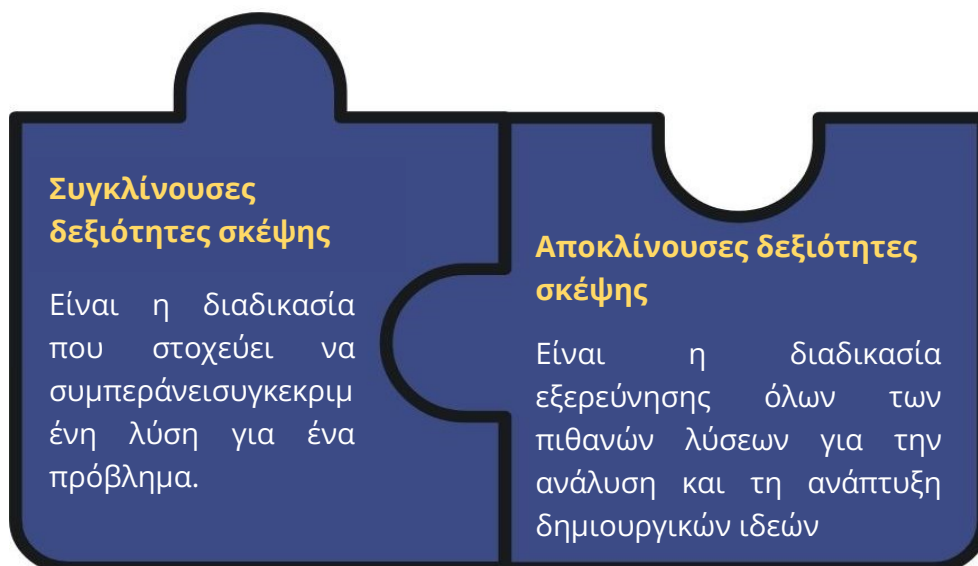 Συγκλίνουσες
δεξιότητες σκέψης
Είναι η διαδικασία
που στοχεύει να
συμπεράνεισυγκεκριμ
ένη λύση για ένα
πρόβλημα.
Αποκλίνουσες δεξιότητες
σκέψης
Είναι η διαδικασία
εξερεύνησης όλων των
πιθανών λύσεων για την
ανάλυση και τη ανάπτυξη
δημιουργικών ιδεών